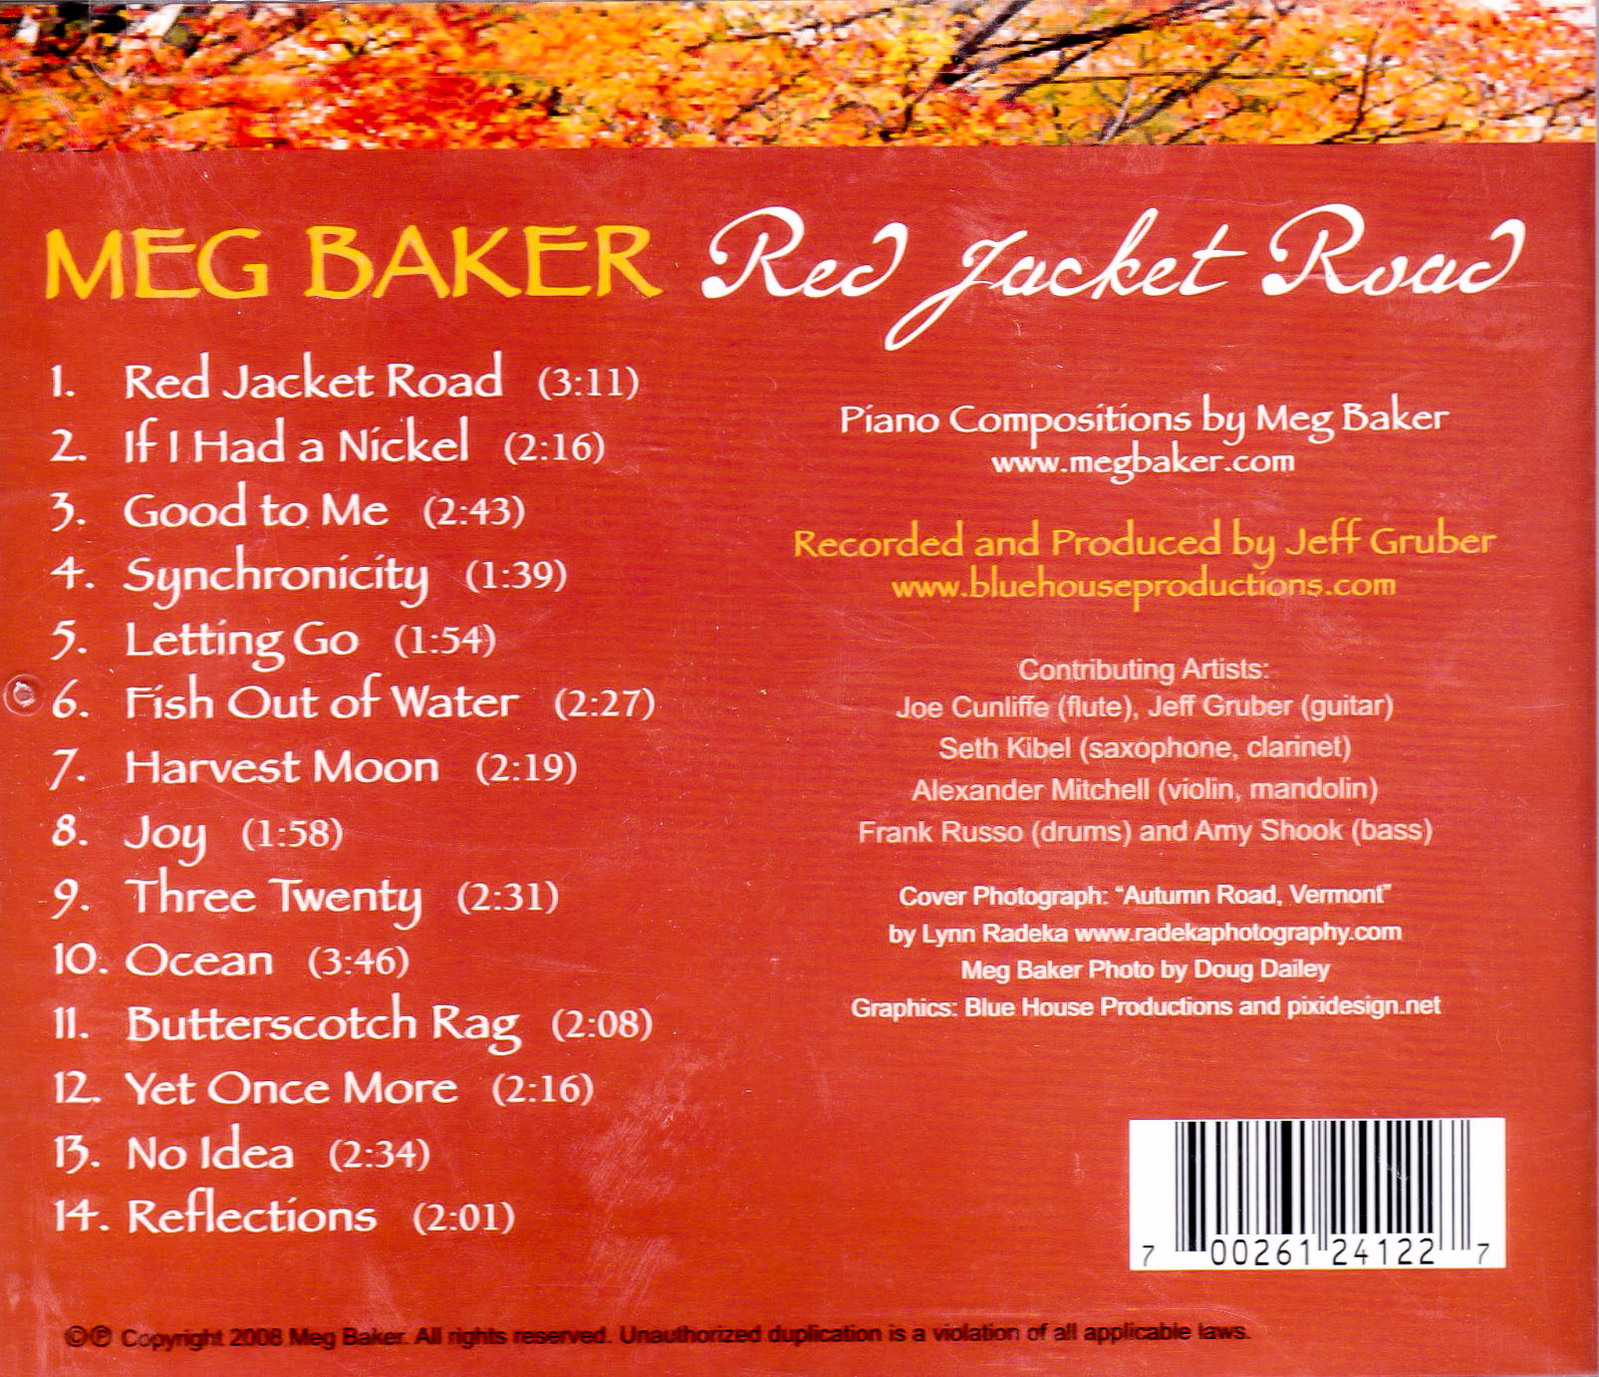 MEG BAKER Red Jacket Road
1. Red Jacket Road (3:11)
2. If I Had a Nickel (2:16)
3. Good to Me (2:43)
4. Synchronicity (1:39)
5. Letting Go (1:54)
6. Fish Out of Water (2:27)
7. Harvest Moon (2:19)
8. Joy (1:58)
9. Three Twenty (2:31)
10. Ocean (3:46)
11. Butterscotch Rag (2:08)
12. Yet Once More (2:16)
13. No Idea (2:34)
14. Reflections (2:01)
Piano Compositions by Meg Baker
www.megbaker.com
Recorded and Produced by Jeff Gruber
www.bluehouseproductions.com
Contributing Artists:
Joe Cunliffe (flute), Jeff Gruber (guitar)
Seth Kibel (saxophone, clarinet)
Alexander Mitchell (violin, mandolin)
Frank Russo (drums) and Amy Shook (bass)
Cover Photograph: “Autumn Road, Vermont”
by Lynn Radeka www.radekaphotography.com
Meg Baker Photo by Doug Dailey
Graphics: Blue House Productions and pixidesign.net
7 00261 24122 7
©℗ Copyright 2008 Meg Baker. All rights reserved. Unauthorized duplication is a violation of all applicable laws.